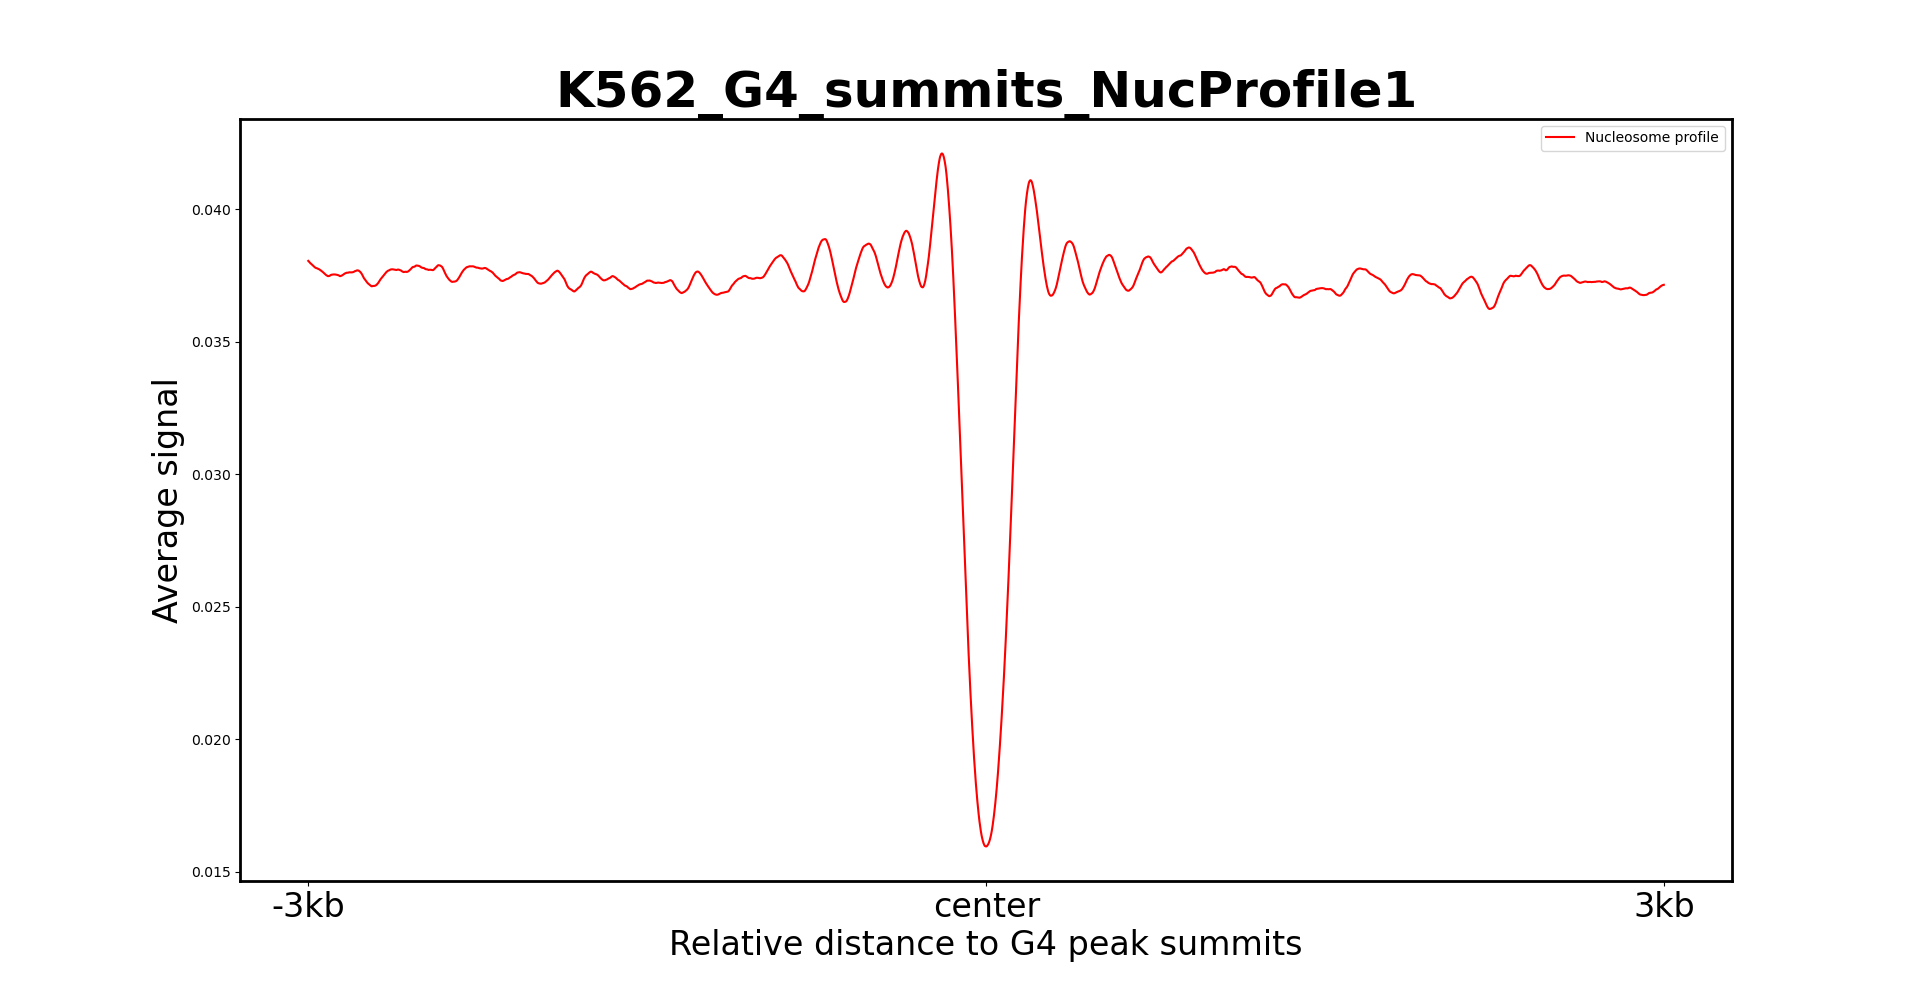 K562_G4_summits_NucProfile1
Nucleosome profile
0.040
0.035
0.030
0.025
0.020
0.015
Average signal
-3kb center 3kb
Relative distance to G4 peak summits